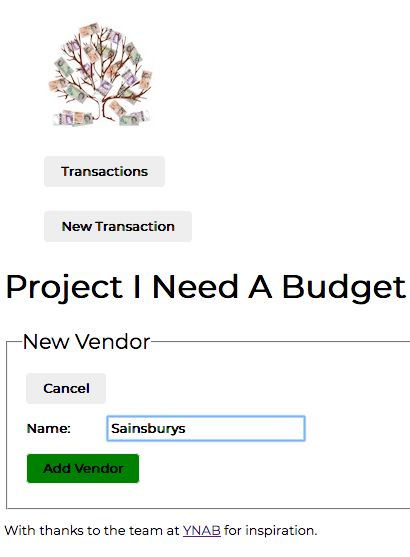 Transactions
New Transaction
Project I Need A Budget
New Vendor
Cancel
Name: Sainsburys
Add Vendor
With thanks to the team at YNAB for inspiration.